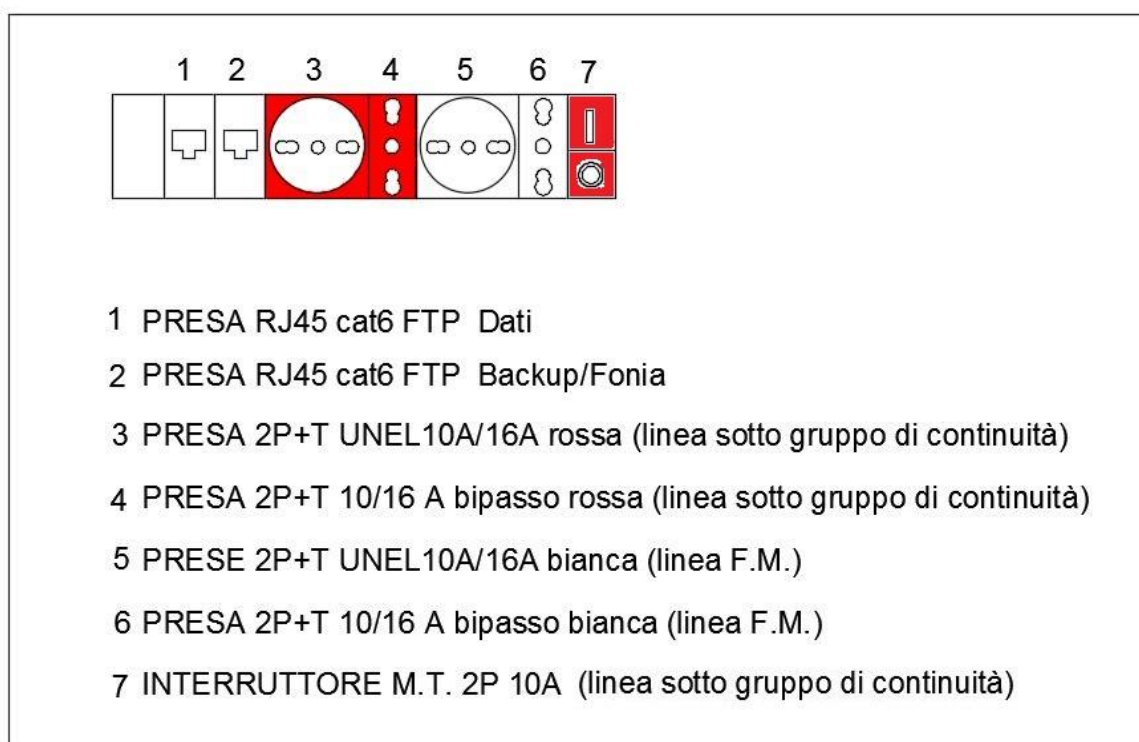 1 2 3 4 5 6 7
1 PRESA RJ45 cat6 FTP Dati
2 PRESA RJ45 cat6 FTP Backup/Fonia
3 PRESA 2P+T UNEL10A/16A rossa (linea sotto gruppo di continuità)
4 PRESA 2P+T 10/16 A bipasso rossa (linea sotto gruppo di continuità)
5 PRESE 2P+T UNEL10A/16A bianca (linea F.M.)
6 PRESA 2P+T 10/16 A bipasso bianca (linea F.M.)
7 INTERRUTTORE M.T. 2P 10A (linea sotto gruppo di continuità)